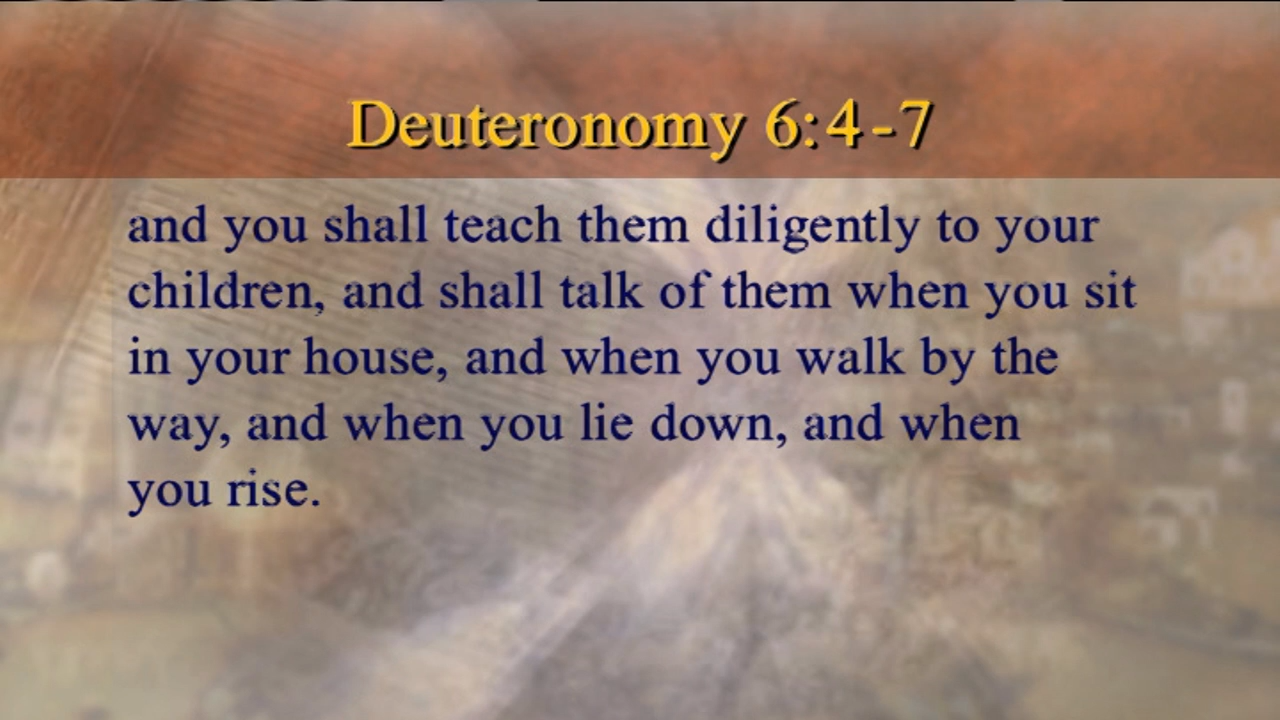 Deuteronomy 6:4-7
and you shall teach them diligently to your
children, and shall talk of them when you sit
in your house, and when you walk by the
way, and when you lie down, and when
you rise.